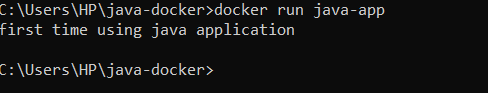 C:\Users\HP\java-docker>docker run java-app
first time using java application
C:\Users\HP\java-docker>